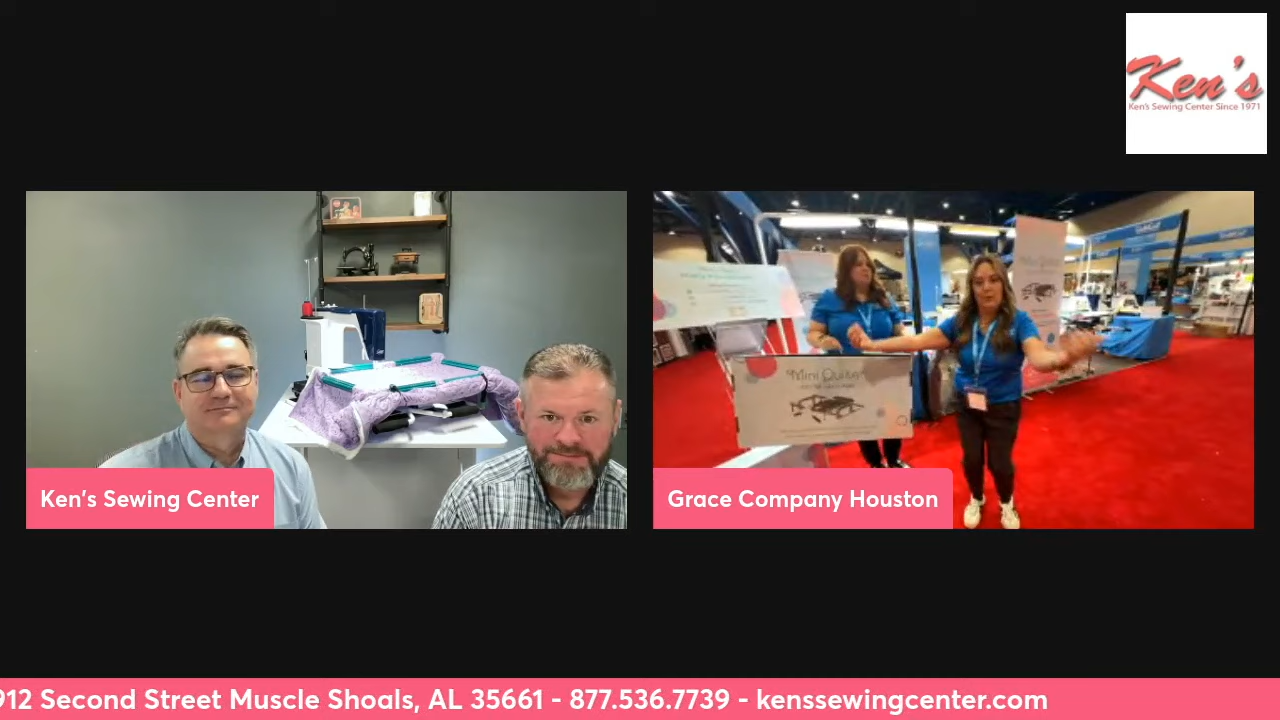 Ken's
Ken's Sewing Center Since 1971
Mini Quilter
Ken's Sewing Center
Grace Company Houston
912 Second Street Muscle Shoals, AL 35661 - 877.536.7739 - kenssewingcenter.com